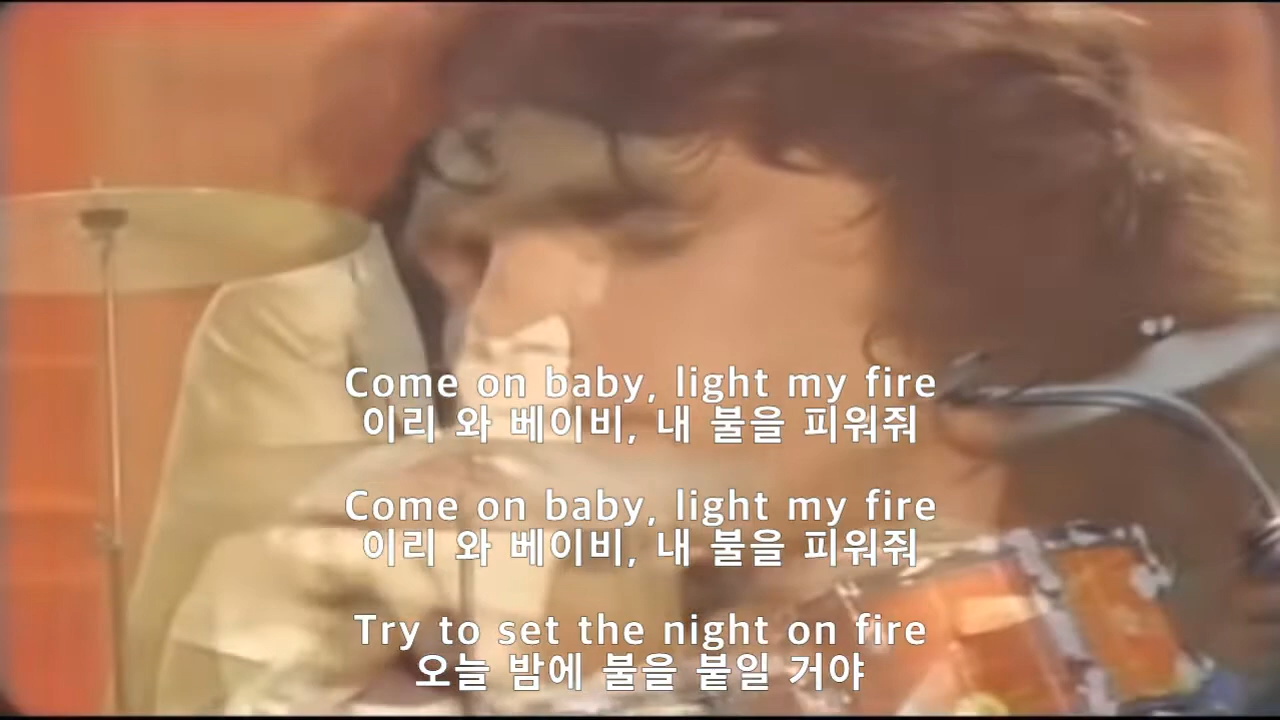 Come on baby, light my fire
이리 와 베이비, 내 불을 피워줘
Come on baby, light my fire
이리 와 베이비, 내 불을 피워줘
Try to set the night on fire
오늘 밤에 불을 붙일 거야